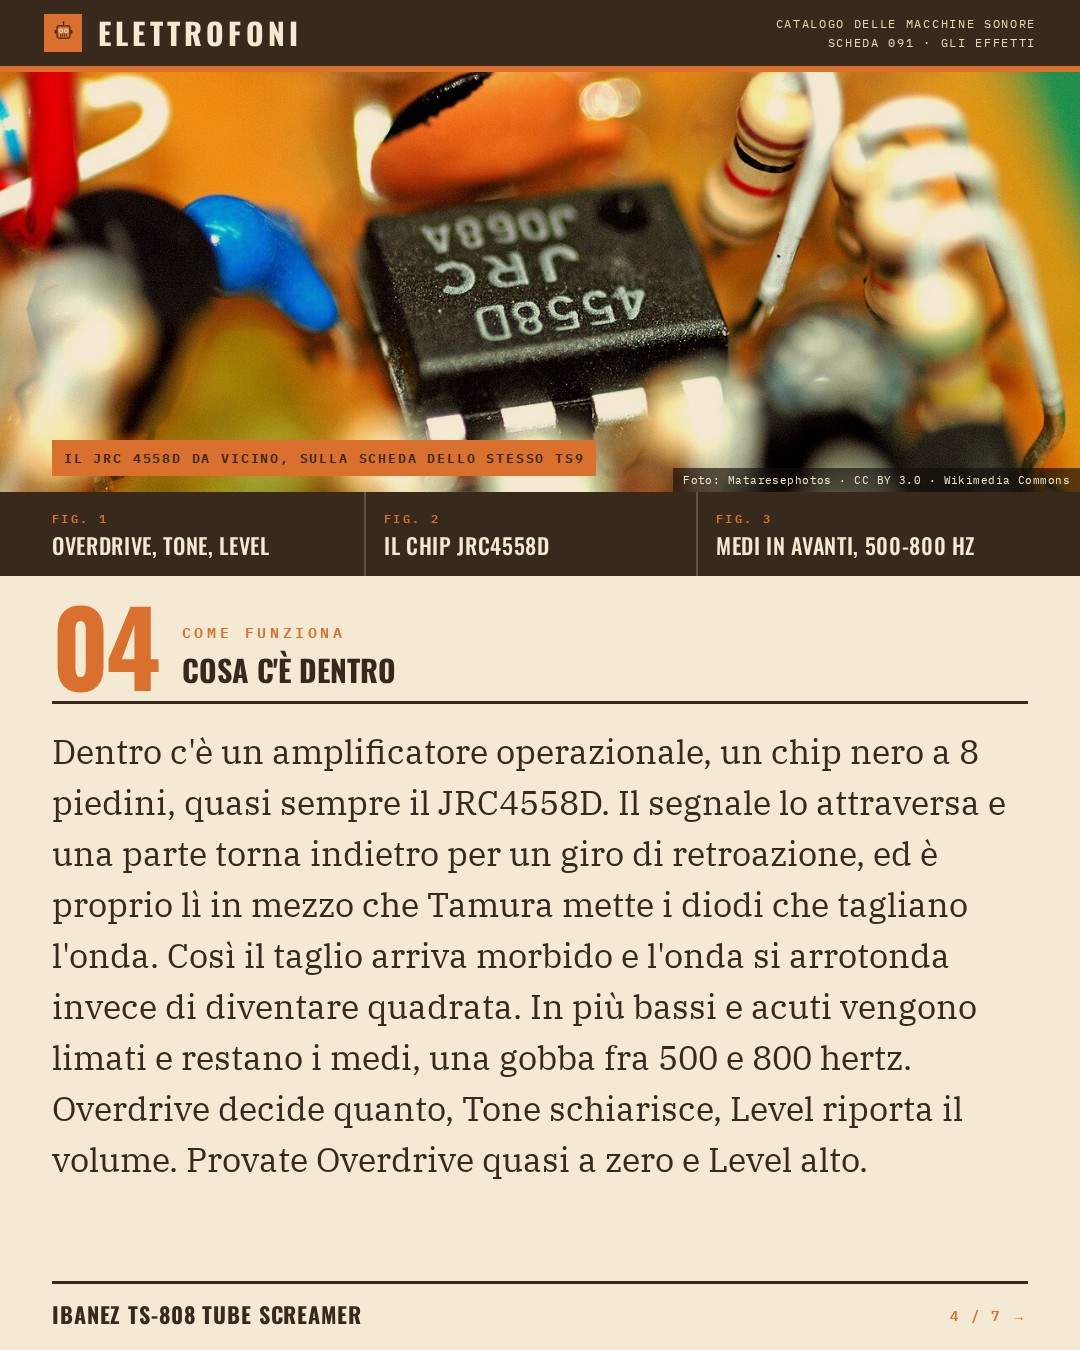 ELETTROFONI
CATALOGO DELLE MACCHINE SONORE
SCHEDA 091 · GLI EFFETTI
J068A
JRC
4558D
IL JRC 4558D DA VICINO, SULLA SCHEDA DELLO STESSO TS9
Foto: Mataresephotos · CC BY 3.0 · Wikimedia Commons
FIG. 1
OVERDRIVE, TONE, LEVEL
FIG. 2
IL CHIP JRC4558D
FIG. 3
MEDI IN AVANTI, 500-800 HZ
04
COME FUNZIONA
COSA C'È DENTRO
Dentro c'è un amplificatore operazionale, un chip nero a 8
piedini, quasi sempre il JRC4558D. Il segnale lo attraversa e
una parte torna indietro per un giro di retroazione, ed è
proprio lì in mezzo che Tamura mette i diodi che tagliano
l'onda. Così il taglio arriva morbido e l'onda si arrotonda
invece di diventare quadrata. In più bassi e acuti vengono
limati e restano i medi, una gobba fra 500 e 800 hertz.
Overdrive decide quanto, Tone schiarisce, Level riporta il
volume. Provate Overdrive quasi a zero e Level alto.
IBANEZ TS-808 TUBE SCREAMER
4 / 7 →